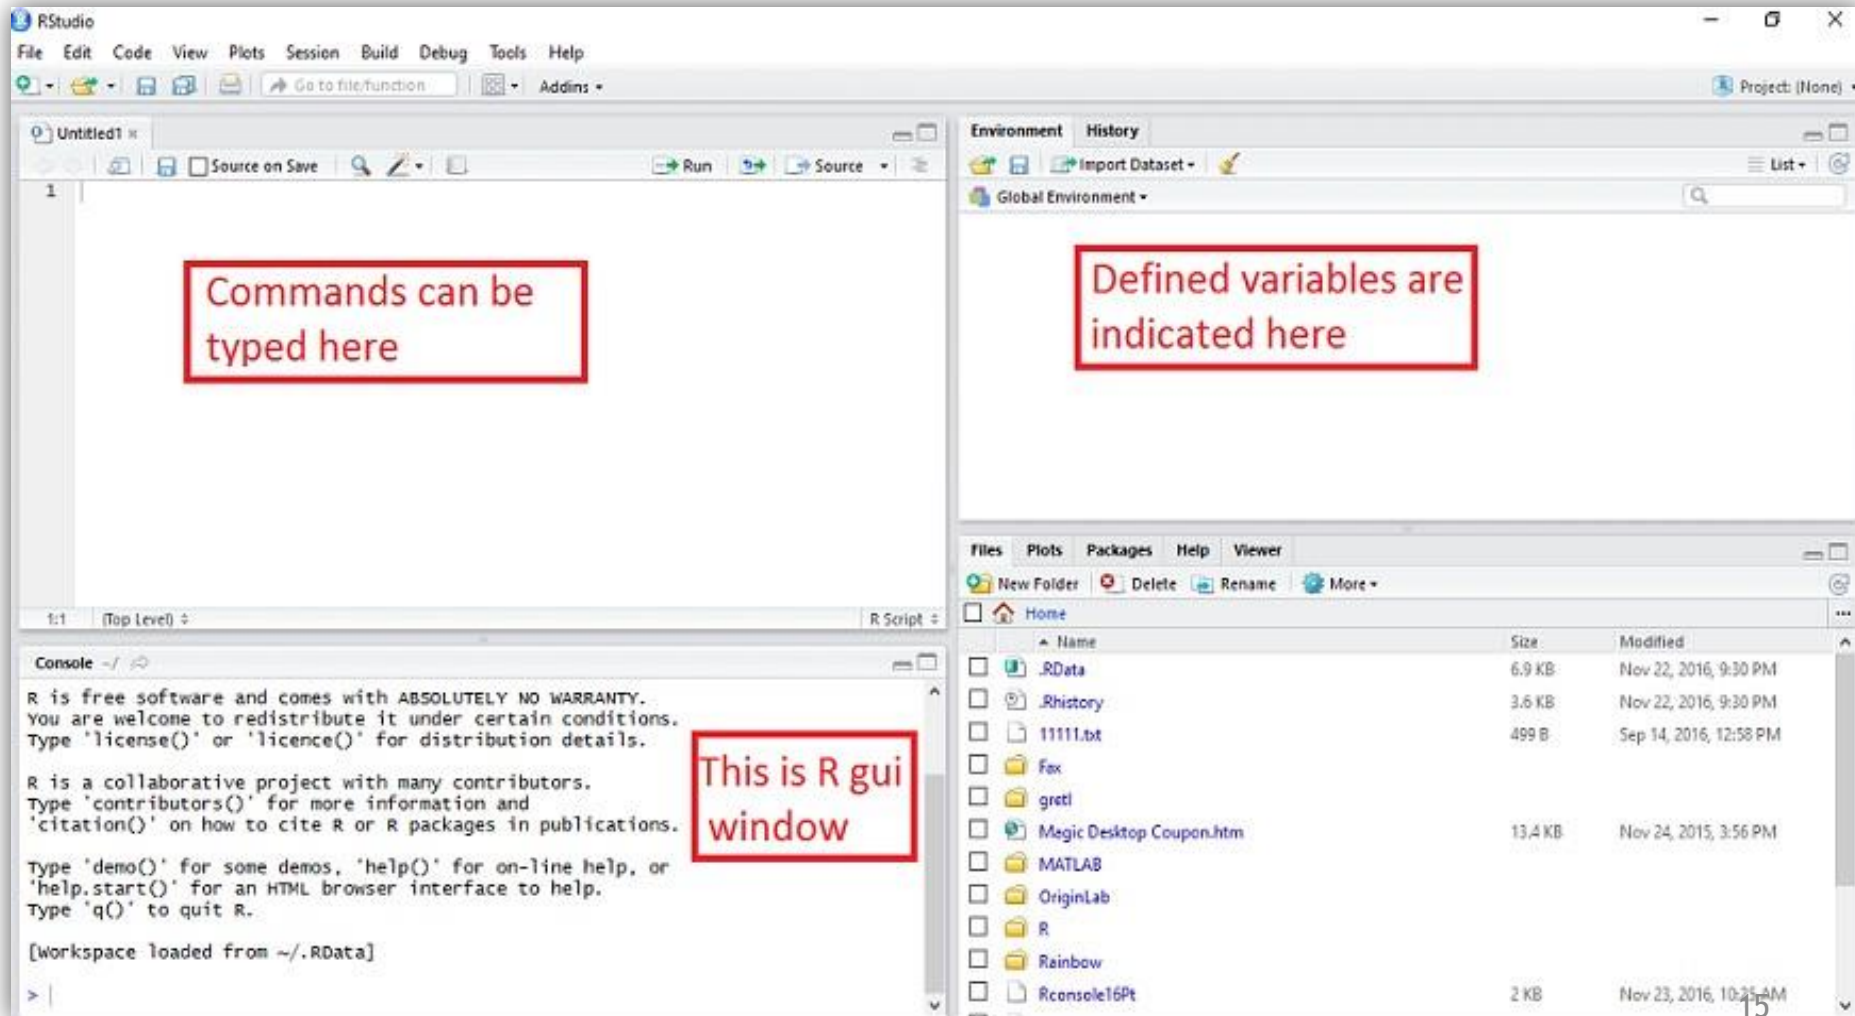 RStudio
File Edit Code View Plots Session Build Debug Tools Help
Go to file/function Addins Project: (None)
Untitled1
Source on Save Run Source
1
Commands can be
typed here
1:1 (Top Level) R Script
Console ~/
R is free software and comes with ABSOLUTELY NO WARRANTY.
You are welcome to redistribute it under certain conditions.
Type 'license()' or 'licence()' for distribution details.
R is a collaborative project with many contributors.
Type 'contributors()' for more information and
'citation()' on how to cite R or R packages in publications.
Type 'demo()' for some demos, 'help()' for on-line help, or
'help.start()' for an HTML browser interface to help.
Type 'q()' to quit R.
[Workspace loaded from ~/.RData]
>
This is R gui
window
Environment History
Import Dataset List
Global Environment
Defined variables are
indicated here
Files Plots Packages Help Viewer
New Folder Delete Rename More
Home ...
Name Size Modified
.RData 6.9 KB Nov 22, 2016, 9:30 PM
.Rhistory 3.6 KB Nov 22, 2016, 9:30 PM
11111.txt 499 B Sep 14, 2016, 12:58 PM
Fax
gretl
Magic Desktop Coupon.htm 13.4 KB Nov 24, 2015, 3:56 PM
MATLAB
OriginLab
R
Rainbow
Rconsole16Pt 2 KB Nov 23, 2016, 10:25 AM
15